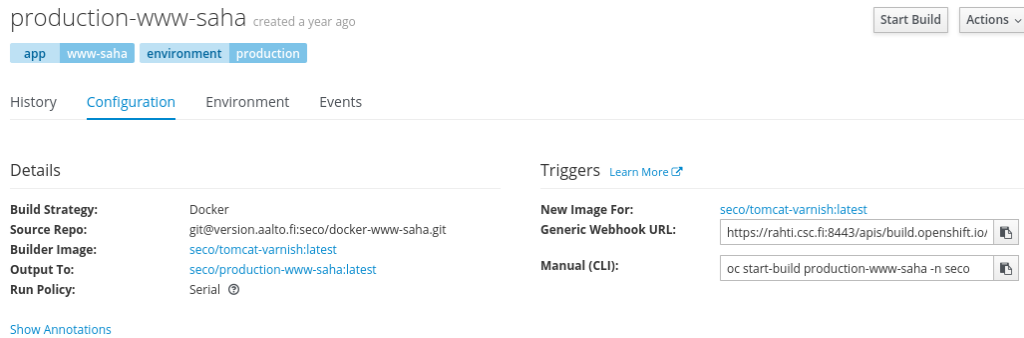 production-www-saha created a year ago
Start Build
Actions
app www-saha environment production
History Configuration Environment Events
Details
Build Strategy: Docker
Source Repo: git@version.aalto.fi:seco/docker-www-saha.git
Builder Image: seco/tomcat-varnish:latest
Output To: seco/production-www-saha:latest
Run Policy: Serial
Show Annotations
Triggers Learn More
New Image For: seco/tomcat-varnish:latest
Generic Webhook URL: https://rahti.csc.fi:8443/apis/build.openshift.io/
Manual (CLI): oc start-build production-www-saha -n seco